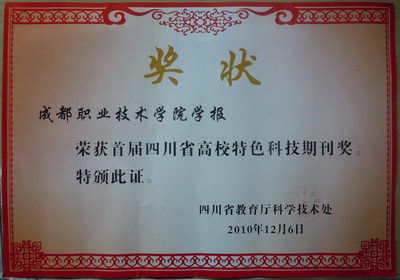 奖状
成都职业技术学院学报
荣获首届四川省高校特色科技期刊奖。
特颁此证。
四川省教育厅科学技术处
2010年12月6日